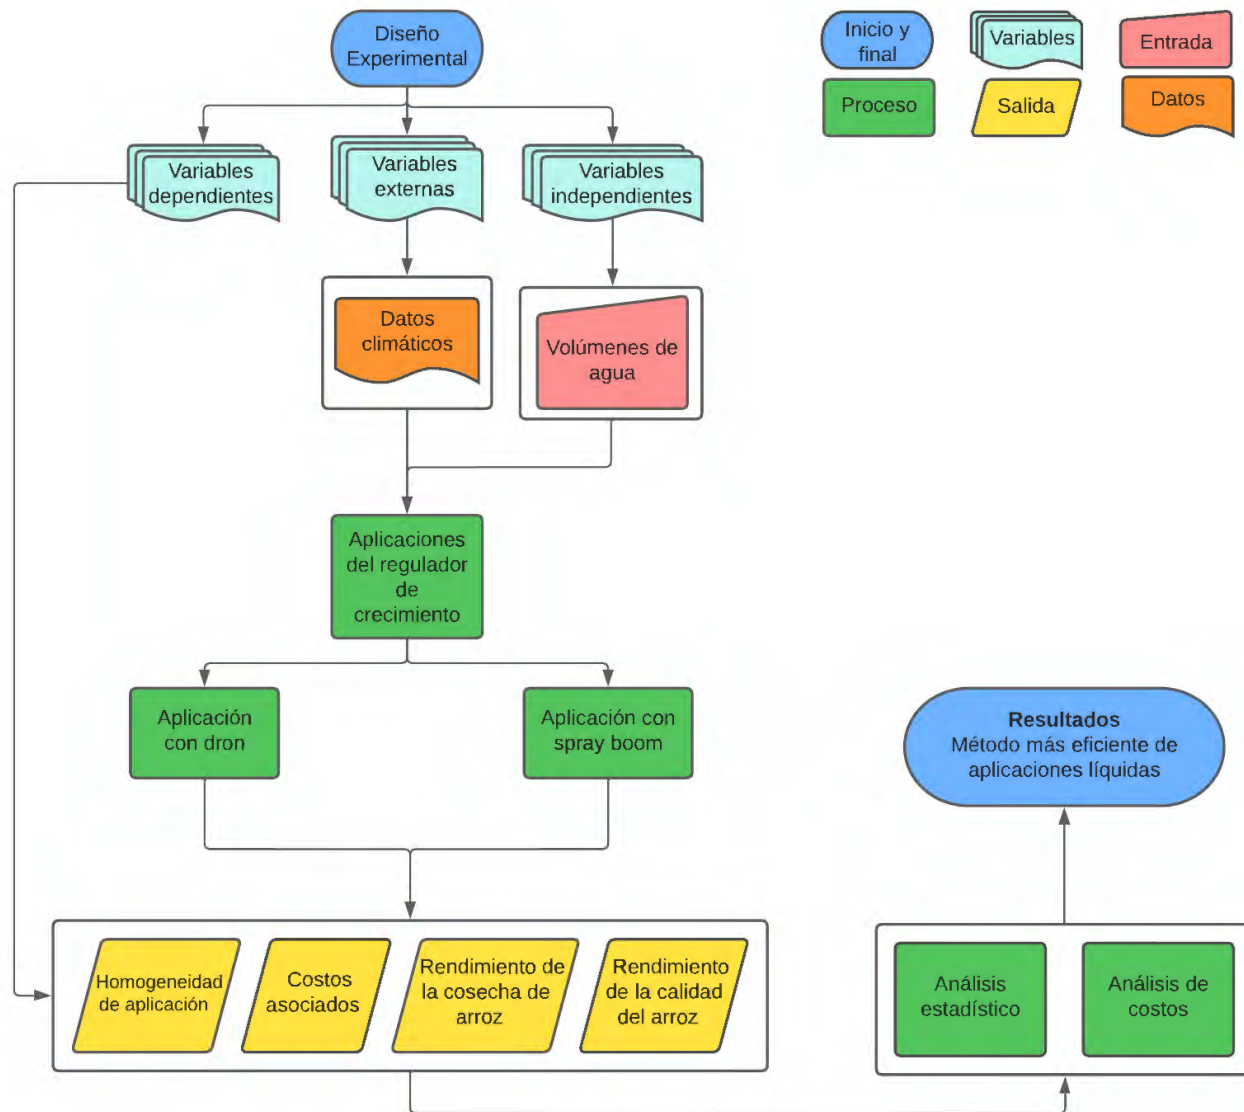 Diseño
Experimental
Inicio y
final
Variables
Entrada
Proceso
Salida
Datos
Variables
dependientes
Variables
externas
Variables
independientes
Datos
climáticos
Volúmenes de
agua
Aplicaciones
del regulador
de
crecimiento
Aplicación
con dron
Aplicación con
spray boom
Resultados
Método más eficiente de
aplicaciones líquidas
Homogeneidad
de aplicación
Costos
asociados
Rendimiento de
la cosecha de
arroz
Rendimiento
de la calidad
del arroz
Análisis
estadístico
Análisis de
costos